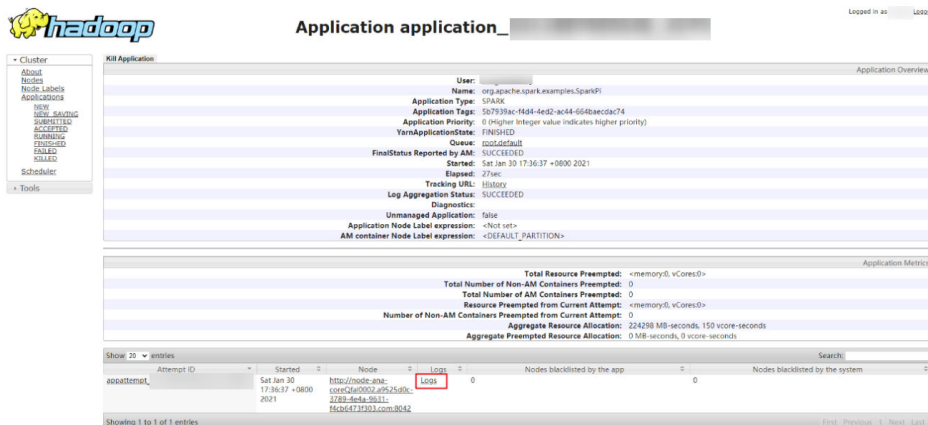 Logged in as
Logo
hadoop
Application application_
Cluster
About
Nodes
Node Labels
Applications
NEW
NEW_SAVING
SUBMITTED
ACCEPTED
RUNNING
FINISHED
FAILED
KILLED
Scheduler
Tools
Kill Application
Application Overview
User:
Name: org.apache.spark.examples.SparkPi
Application Type: SPARK
Application Tags: 5b7939ac-f4d4-4ed2-ac44-664baecdac74
Application Priority: 0 (Higher Integer value indicates higher priority)
YarnApplicationState: FINISHED
Queue: root.default
FinalStatus Reported by AM: SUCCEEDED
Started: Sat Jan 30 17:36:37 +0800 2021
Elapsed: 27sec
Tracking URL: History
Log Aggregation Status: SUCCEEDED
Diagnostics:
Unmanaged Application: false
Application Node Label expression: <Not set>
AM container Node Label expression: <DEFAULT_PARTITION>
Application Metrics
Total Resource Preempted: <memory:0, vCores:0>
Total Number of Non-AM Containers Preempted: 0
Total Number of AM Containers Preempted: 0
Resource Preempted from Current Attempt: <memory:0, vCores:0>
Number of Non-AM Containers Preempted from Current Attempt: 0
Aggregate Resource Allocation: 224298 MB-seconds, 150 vcore-seconds
Aggregate Preempted Resource Allocation: 0 MB-seconds, 0 vcore-seconds
Show 20 entries Search:
Attempt ID Started Node Logs Nodes blacklisted by the app Nodes blacklisted by the system
appattempt_ Sat Jan 30 http://node-ana- Logs 0 0
17:36:37 +0800 coreQfal0002.a9525d0c-
2021 3789-4e4a-9631-
f4cb6473f303.com:8042
Showing 1 to 1 of 1 entries First Previous 1 Next Last